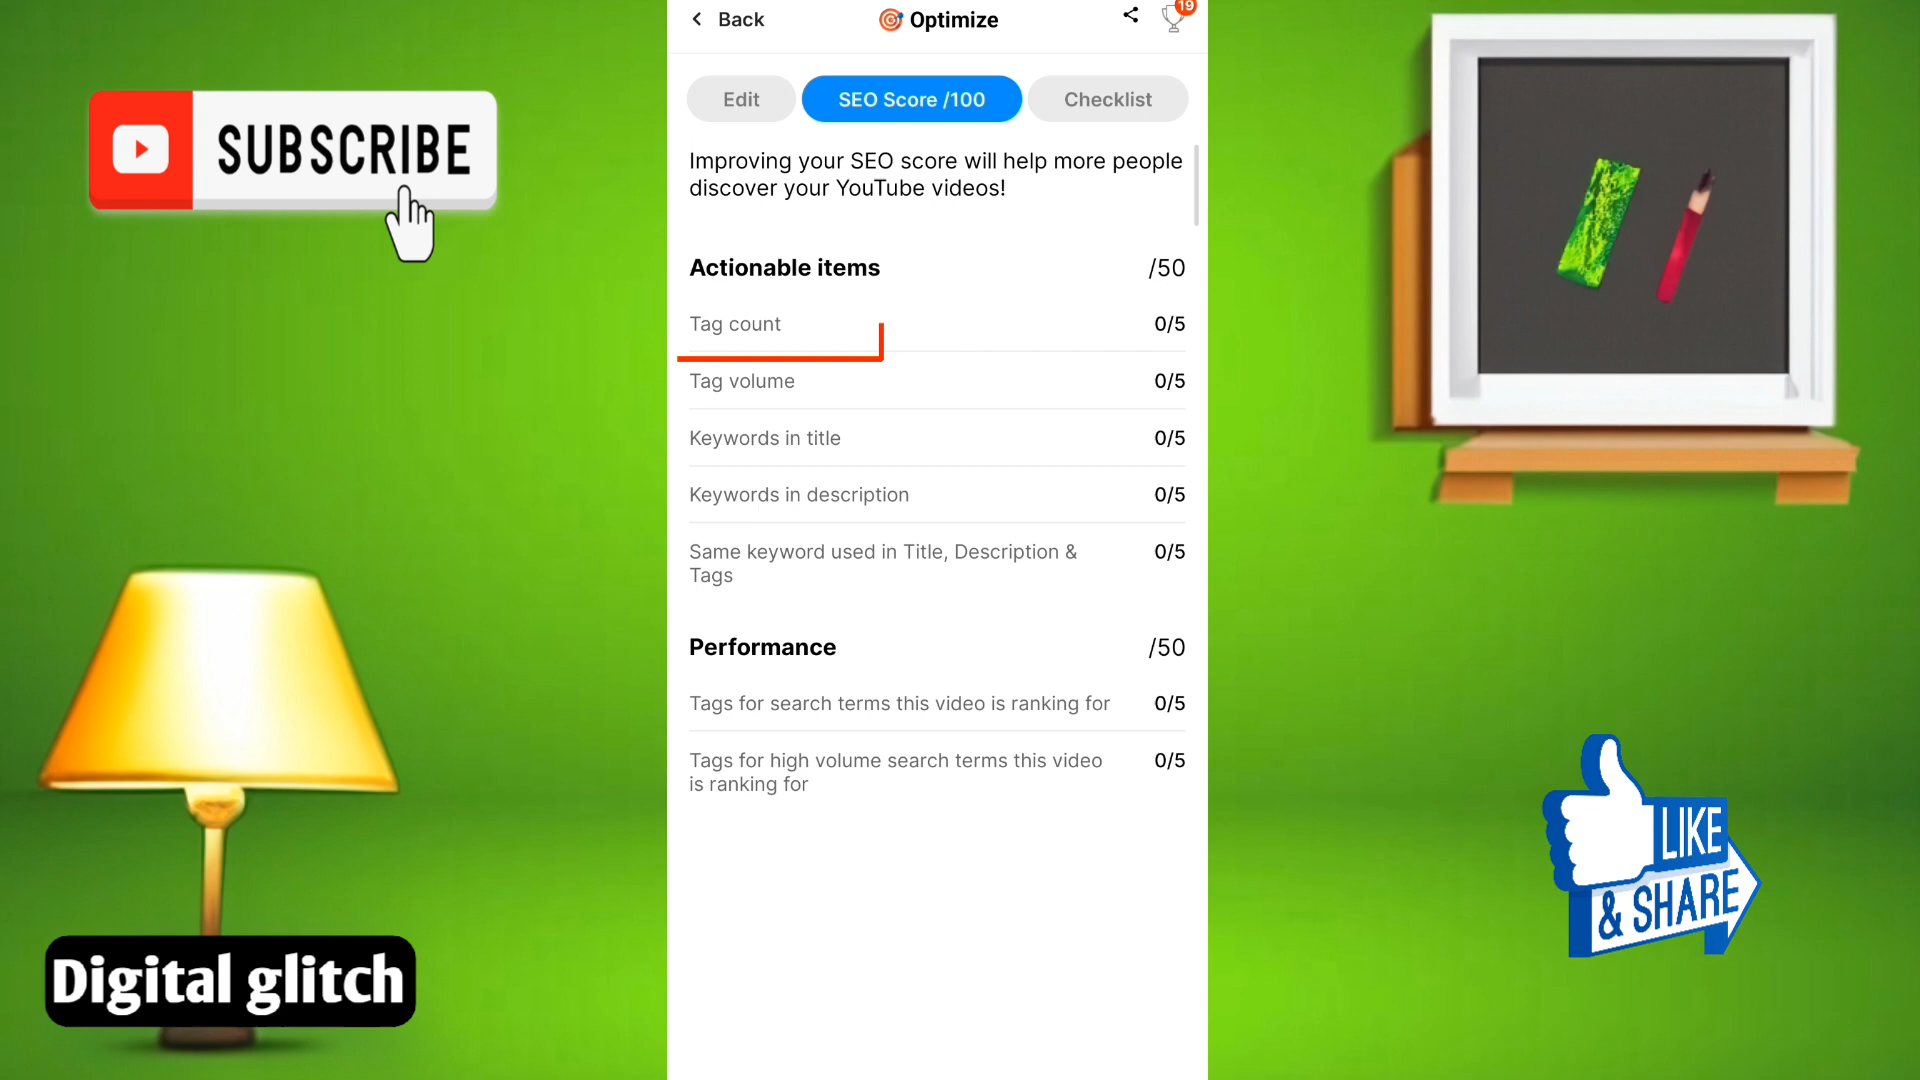 Back
Optimize
19
Edit
SEO Score /100
Checklist
SUBSCRIBE
Improving your SEO score will help more people
discover your YouTube videos!
Actionable items /50
Tag count 0/5
Tag volume 0/5
Keywords in title 0/5
Keywords in description 0/5
Same keyword used in Title, Description & 0/5
Tags
Performance /50
Tags for search terms this video is ranking for 0/5
Tags for high volume search terms this video 0/5
is ranking for
LIKE
& SHARE
Digital glitch